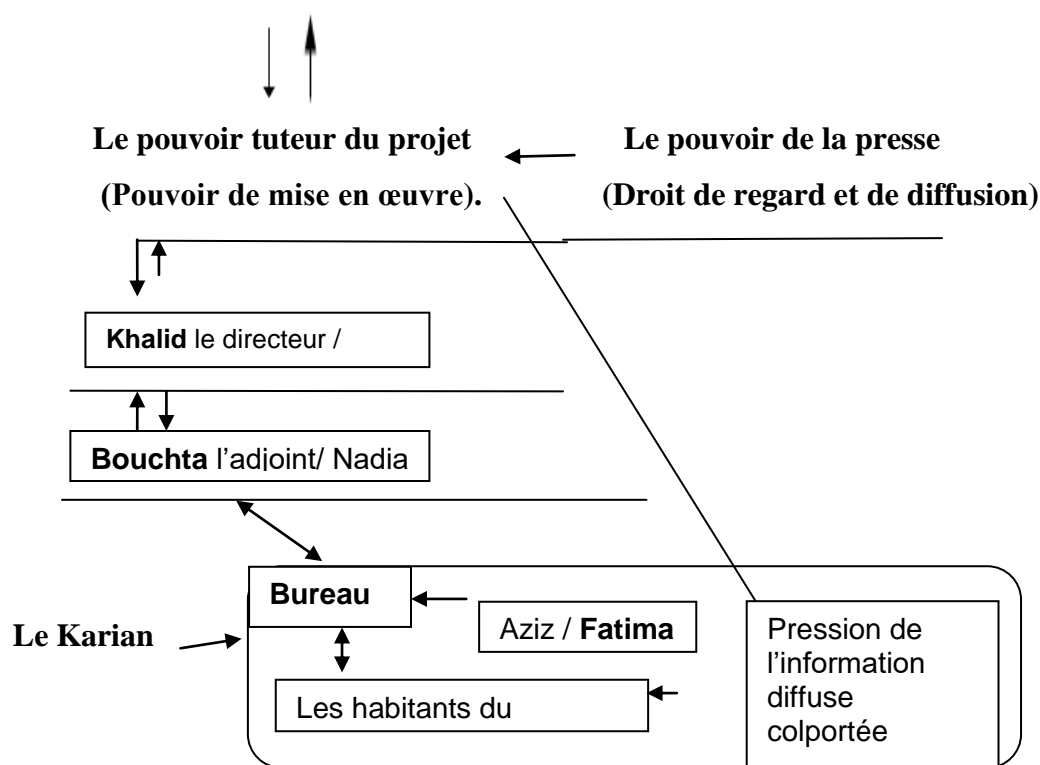 Le pouvoir tuteur du projet
(Pouvoir de mise en œuvre).
Le pouvoir de la presse
(Droit de regard et de diffusion)
Khalid le directeur /
Bouchta l’adjoint/ Nadia
Bureau
Aziz / Fatima
Le Karian
Les habitants du
Pression de
l’information
diffuse
colportée